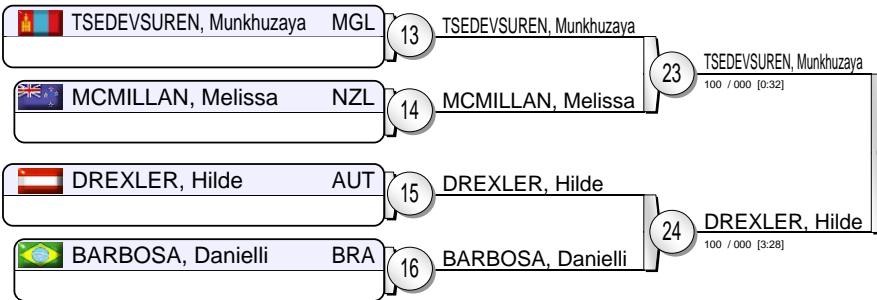 TSEDEVSUREN, Munkhuzaya MGL
13
TSEDEVSUREN, Munkhuzaya
23
TSEDEVSUREN, Munkhuzaya
100 / 000 [0:32]
MCMILLAN, Melissa NZL
14
MCMILLAN, Melissa
DREXLER, Hilde AUT
15
DREXLER, Hilde
24
DREXLER, Hilde
100 / 000 [3:28]
BARBOSA, Danielli BRA
16
BARBOSA, Danielli